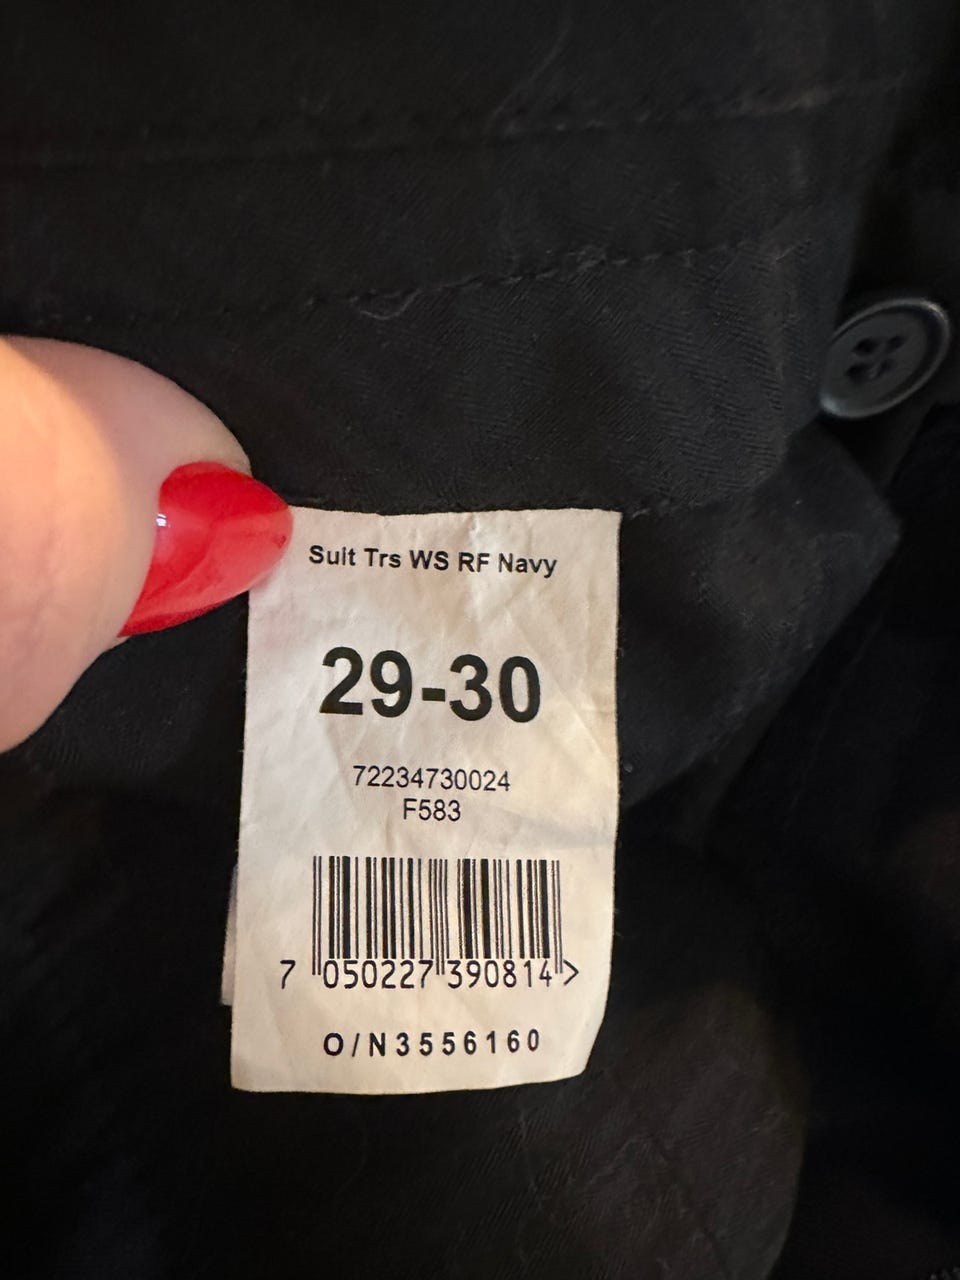 Suit Trs WS RF Navy
29-30
72234730024
F583
7 050227 390814 >
O/N3556160